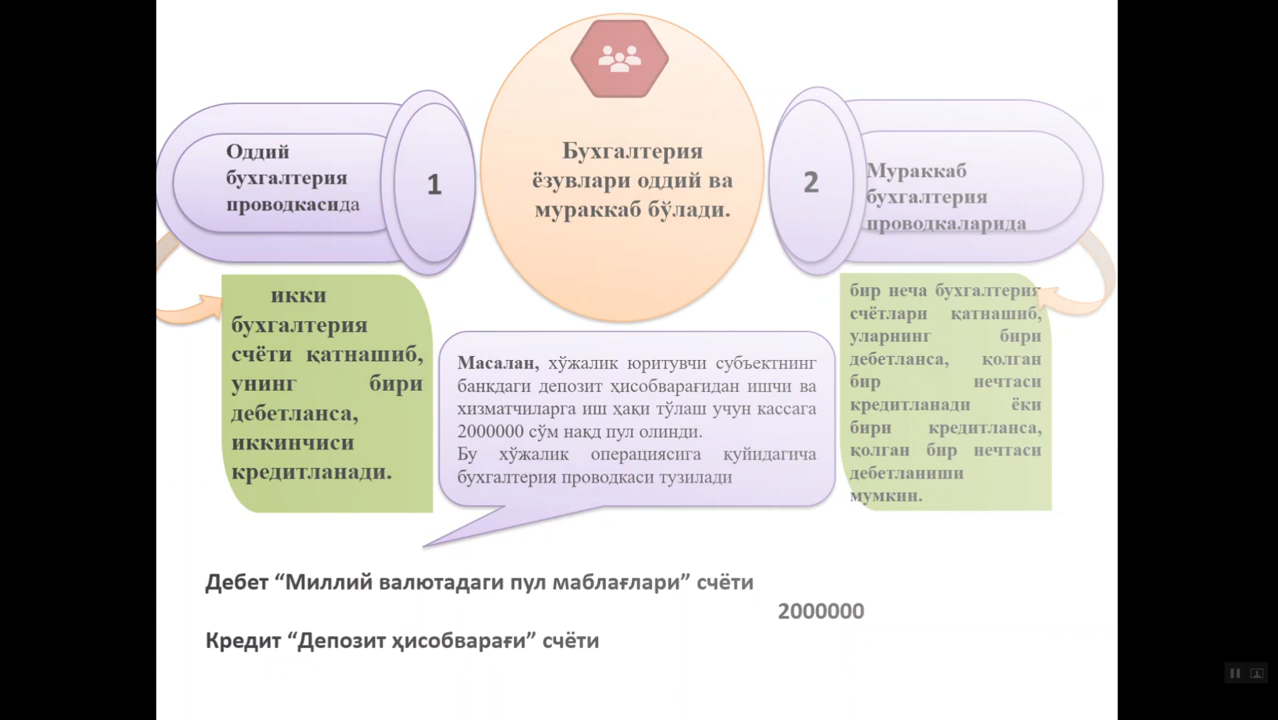 Бухгалтерия
ёзувлари оддий ва
мураккаб бўлади.
1
Оддий
бухгалтерия
проводкасида
икки
бухгалтерия
счёти қатнашиб,
унинг бири
дебетланса,
иккинчиси
кредитланади.
2
Мураккаб
бухгалтерия
проводкаларида
бир неча бухгалтерия
счётлари қатнашиб,
уларнинг бири
дебетланса, қолган
бир нечтаси
кредитланади ёки
бири кредитланса,
қолган бир нечтаси
дебетланиши
мумкин.
Масалан, хўжалик юритувчи субъектнинг
банқдаги депозит ҳисобварағидан ишчи ва
хизматчиларга иш ҳақи тўлаш учун кассага
2000000 сўм нақд пул олинди.
Бу хўжалик операциясига қуйидагича
бухгалтерия проводкаси тузилади
Дебет “Миллий валютадаги пул маблағлари” счёти
2000000
Кредит “Депозит ҳисобварағи” счёти